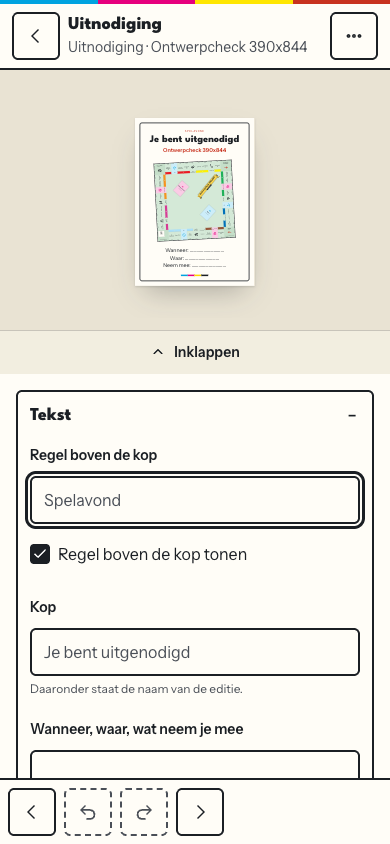 Uitnodiging
Uitnodiging · Ontwerpcheck 390x844
Je bent uitgenodigd
Ontwerpcheck 390x844
Wanneer:
Waar:
Neem mee:
Inklappen
Tekst
Regel boven de kop
Spelavond
Regel boven de kop tonen
Kop
Je bent uitgenodigd
Daaronder staat de naam van de editie.
Wanneer, waar, wat neem je mee